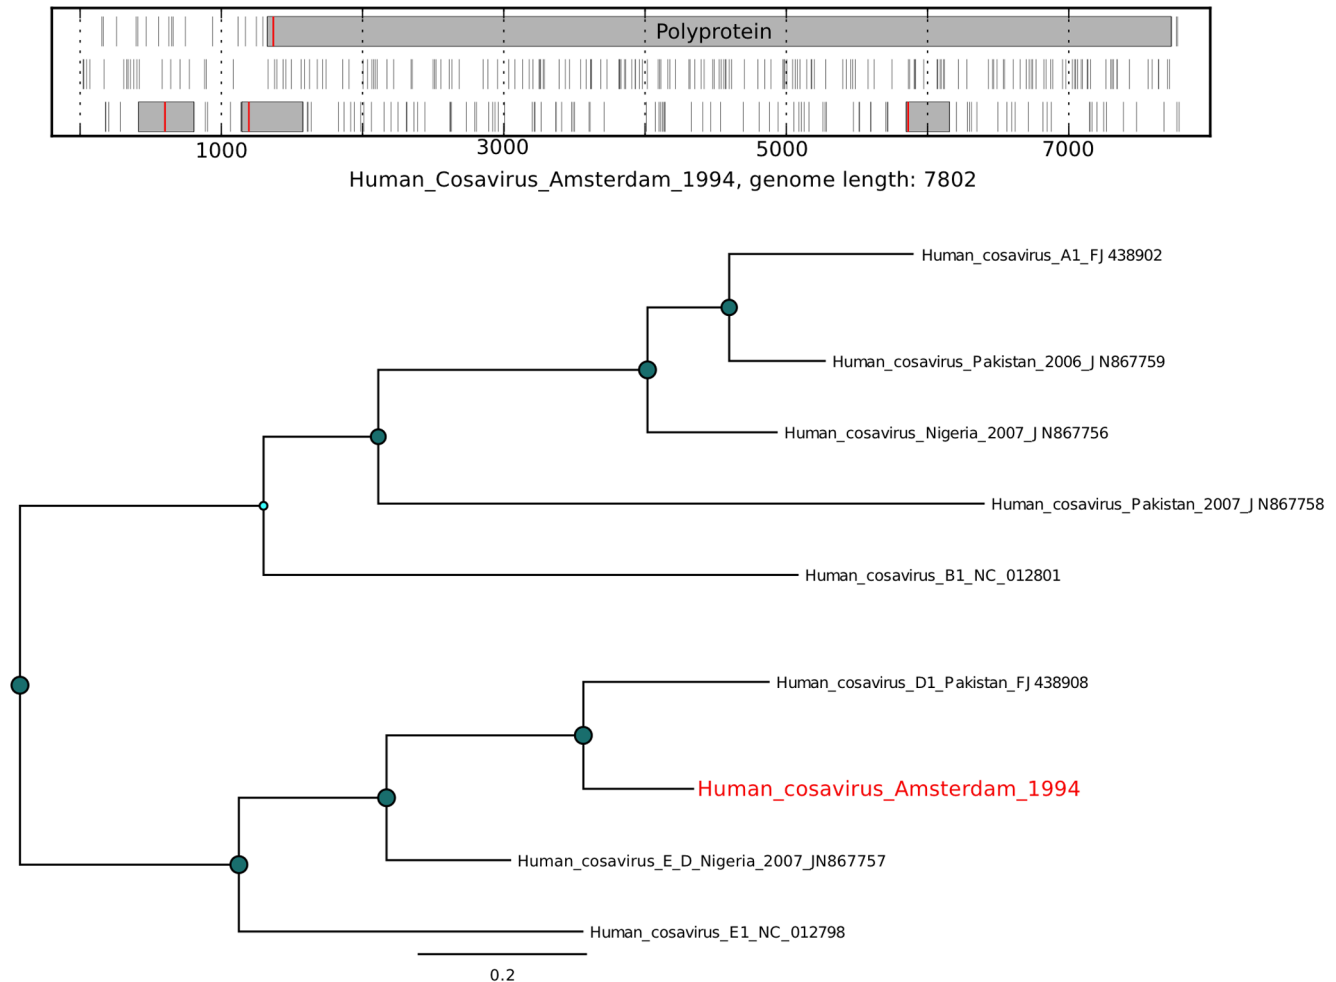 Polyprotein
1000 3000 5000 7000
Human_Cosavirus_Amsterdam_1994, genome length: 7802
Human_cosavirus_A1_FJ438902
Human_cosavirus_Pakistan_2006_JN867759
Human_cosavirus_Nigeria_2007_JN867756
Human_cosavirus_Pakistan_2007_JN867758
Human_cosavirus_B1_NC_012801
Human_cosavirus_D1_Pakistan_FJ438908
Human_cosavirus_Amsterdam_1994
Human_cosavirus_E_D_Nigeria_2007_JN867757
Human_cosavirus_E1_NC_012798
0.2